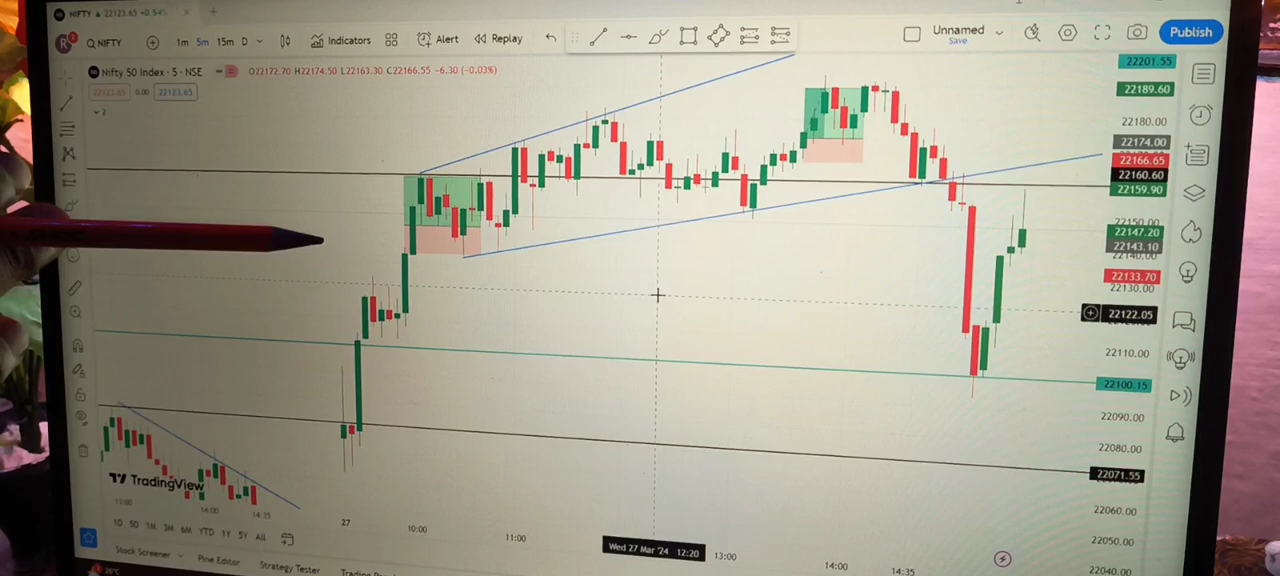 NIFTY ▲ 22123.65 +0.54%
NIFTY
1m 5m 15m D
Indicators
Alert
Replay
Unnamed
Save
Publish
Nifty 50 Index · 5 · NSE
O22172.70 H22174.50 L22163.30 C22166.55 -6.30 (-0.03%)
22123.65 0.00 22123.65
2
22201.55
22189.60
22180.00
22174.00
22166.65
22160.60
22159.90
22150.00
22147.20
22143.10
22140.00
22133.70
22130.00
22122.05
22110.00
22100.15
22090.00
22080.00
22071.55
22060.00
22050.00
22040.00
TradingView
14:00
14:35
27
10:00
11:00
Wed 27 Mar '24 12:20
13:00
14:00
14:35
1D 5D 1M 3M 6M YTD 1Y 5Y All
Stock Screener
Pine Editor
Strategy Tester
26°C